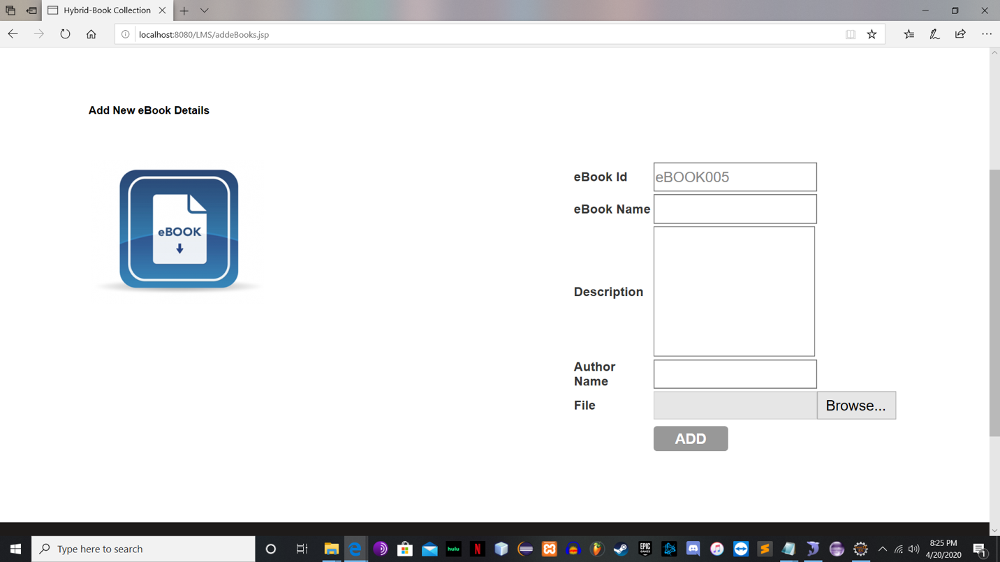 Hybrid-Book Collection
localhost:8080/LMS/addeBooks.jsp
Add New eBook Details
eBOOK
eBook Id
eBOOK005
eBook Name
Description
Author
Name
File
Browse...
ADD
Type here to search
hulu
N
EPIC
GAMES
8:25 PM
4/20/2020
1